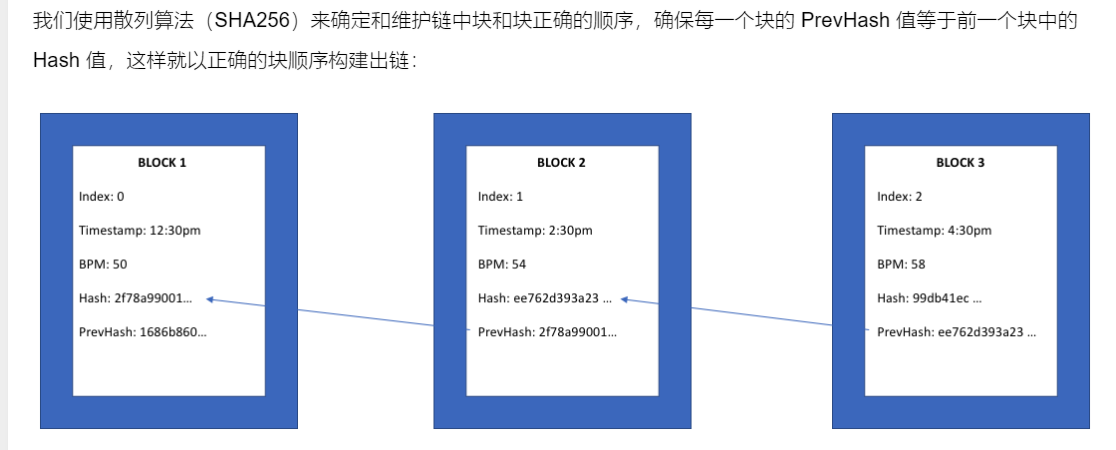 我们使用散列算法（SHA256）来确定和维护链中块和块正确的顺序，确保每一个块的 PrevHash 值等于前一个块中的
Hash 值，这样就以正确的块顺序构建出链：
BLOCK 1
Index: 0
Timestamp: 12:30pm
BPM: 50
Hash: 2f78a99001...
PrevHash: 1686b860...
BLOCK 2
Index: 1
Timestamp: 2:30pm
BPM: 54
Hash: ee762d393a23 ...
PrevHash: 2f78a99001...
BLOCK 3
Index: 2
Timestamp: 4:30pm
BPM: 58
Hash: 99db41ec ...
PrevHash: ee762d393a23 ...